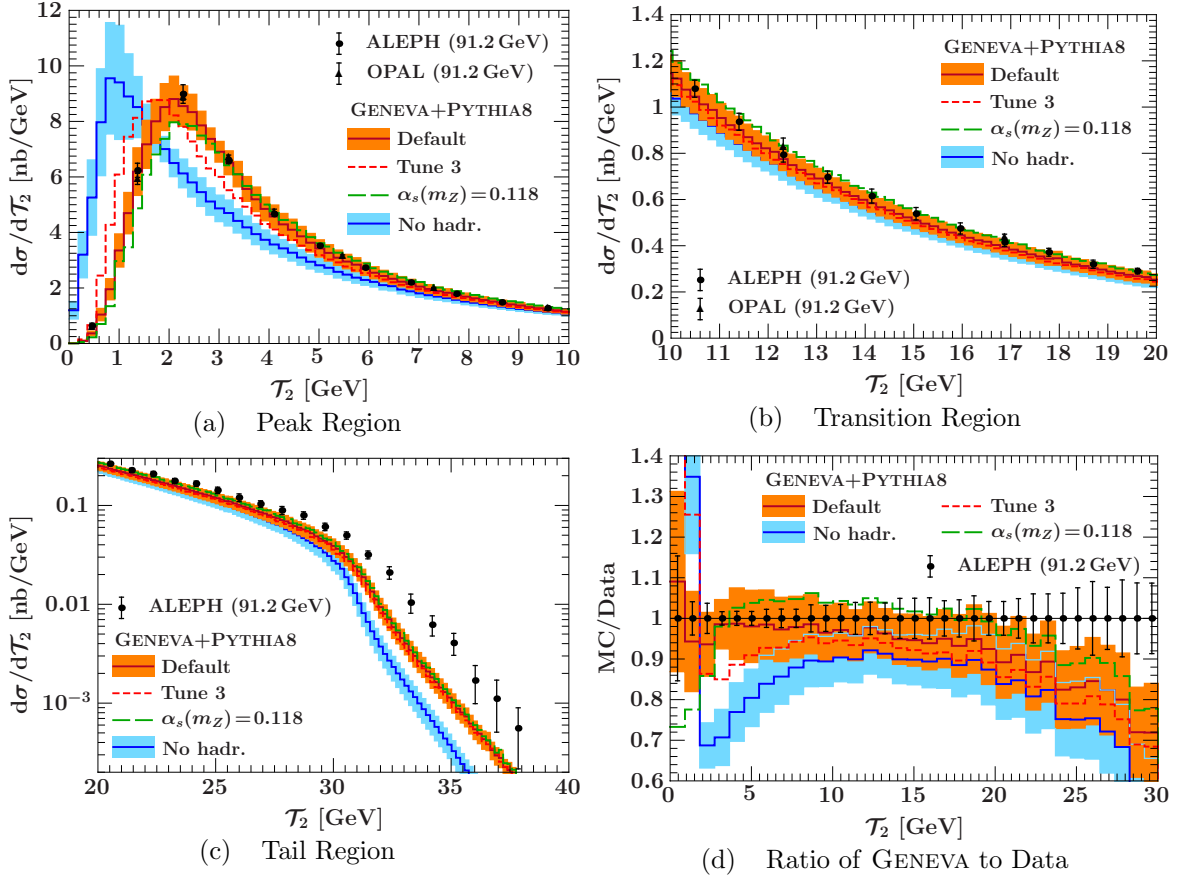 12
10
8
6
4
2
0
dσ/d𝒯₂ [nb/GeV]
ALEPH (91.2 GeV)
OPAL (91.2 GeV)
GENEVA+PYTHIA8
Default
Tune 3
αₛ(m_Z)=0.118
No hadr.
0 1 2 3 4 5 6 7 8 9 10
𝒯₂ [GeV]
(a) Peak Region
1.4
1.2
1
0.8
0.6
0.4
0.2
0
dσ/d𝒯₂ [nb/GeV]
GENEVA+PYTHIA8
Default
Tune 3
αₛ(m_Z)=0.118
No hadr.
ALEPH (91.2 GeV)
OPAL (91.2 GeV)
10 11 12 13 14 15 16 17 18 19 20
𝒯₂ [GeV]
(b) Transition Region
0.1
0.01
10⁻³
dσ/d𝒯₂ [nb/GeV]
ALEPH (91.2 GeV)
GENEVA+PYTHIA8
Default
Tune 3
αₛ(m_Z)=0.118
No hadr.
20 25 30 35 40
𝒯₂ [GeV]
(c) Tail Region
1.4
1.3
1.2
1.1
1
0.9
0.8
0.7
0.6
MC/Data
GENEVA+PYTHIA8
Default
Tune 3
No hadr.
αₛ(m_Z)=0.118
ALEPH (91.2 GeV)
0 5 10 15 20 25 30
𝒯₂ [GeV]
(d) Ratio of GENEVA to Data